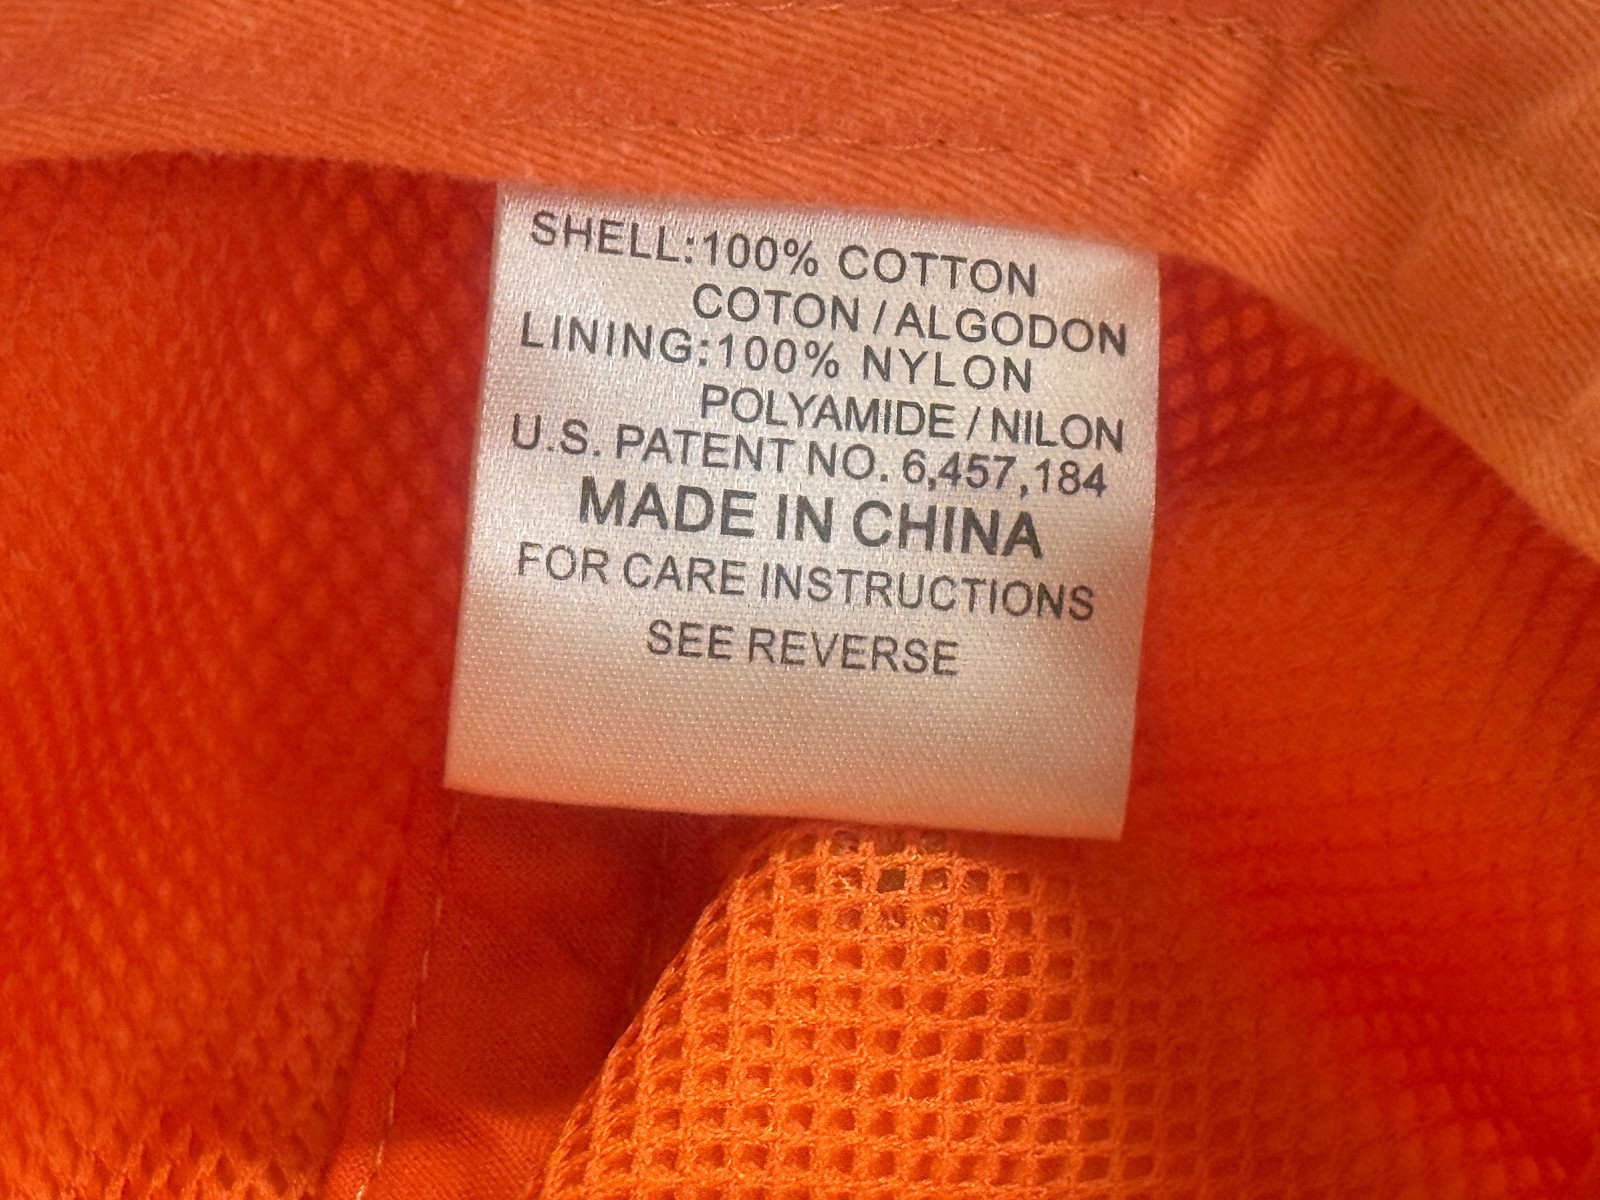 SHELL:100% COTTON
COTON / ALGODON
LINING:100% NYLON
POLYAMIDE / NILON
U.S. PATENT NO. 6,457,184
MADE IN CHINA
FOR CARE INSTRUCTIONS
SEE REVERSE